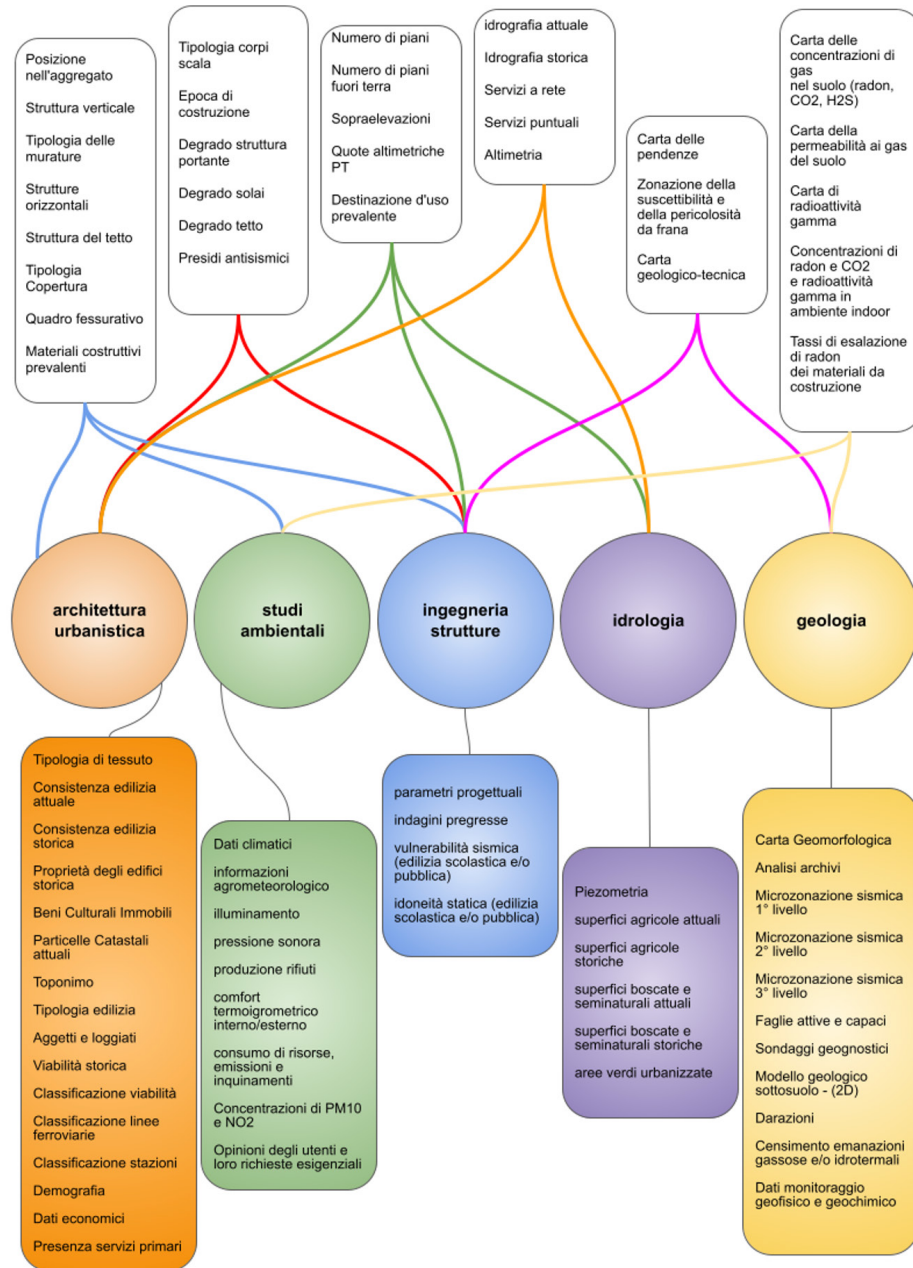 Posizione
nell'aggregato
Struttura verticale
Tipologia delle
murature
Strutture
orizzontali
Struttura del tetto
Tipologia
Copertura
Quadro fessurativo
Materiali costruttivi
prevalenti
Tipologia corpi
scala
Epoca di
costruzione
Degrado struttura
portante
Degrado solai
Degrado tetto
Presidi antisismici
Numero di piani
Numero di piani
fuori terra
Sopraelevazioni
Quote altimetriche
PT
Destinazione d'uso
prevalente
idrografia attuale
Idrografia storica
Servizi a rete
Servizi puntuali
Altimetria
Carta delle
pendenze
Zonazione della
suscettibilità e
della pericolosità
da frana
Carta
geologico-tecnica
Carta delle
concentrazioni di
gas
nel suolo (radon,
CO2, H2S)
Carta della
permeabilità ai gas
del suolo
Carta di
radioattività
gamma
Concentrazioni di
radon e CO2
e radioattività
gamma in
ambiente indoor
Tassi di esalazione
di radon
dei materiali da
costruzione
architettura
urbanistica
studi
ambientali
ingegneria
strutture
idrologia
geologia
Tipologia di tessuto
Consistenza edilizia
attuale
Consistenza edilizia
storica
Proprietà degli edifici
storica
Beni Culturali Immobili
Particelle Catastali
attuali
Toponimo
Tipologia edilizia
Aggetti e loggiati
Viabilità storica
Classificazione viabilità
Classificazione linee
ferroviarie
Classificazione stazioni
Demografia
Dati economici
Presenza servizi primari
Dati climatici
informazioni
agrometeorologico
illuminamento
pressione sonora
produzione rifiuti
comfort
termoigrometrico
interno/esterno
consumo di risorse,
emissioni e
inquinamenti
Concentrazioni di PM10
e NO2
Opinioni degli utenti e
loro richieste esigenziali
parametri progettuali
indagini pregresse
vulnerabilità sismica
(edilizia scolastica e/o
pubblica)
idoneità statica (edilizia
scolastica e/o pubblica)
Piezometria
superfici agricole attuali
superfici agricole
storiche
superfici boscate e
seminaturali attuali
superfici boscate e
seminaturali storiche
aree verdi urbanizzate
Carta Geomorfologica
Analisi archivi
Microzonazione sismica
1° livello
Microzonazione sismica
2° livello
Microzonazione sismica
3° livello
Faglie attive e capaci
Sondaggi geognostici
Modello geologico
sottosuolo - (2D)
Darazioni
Censimento emanazioni
gassose e/o idrotermali
Dati monitoraggio
geofisico e geochimico